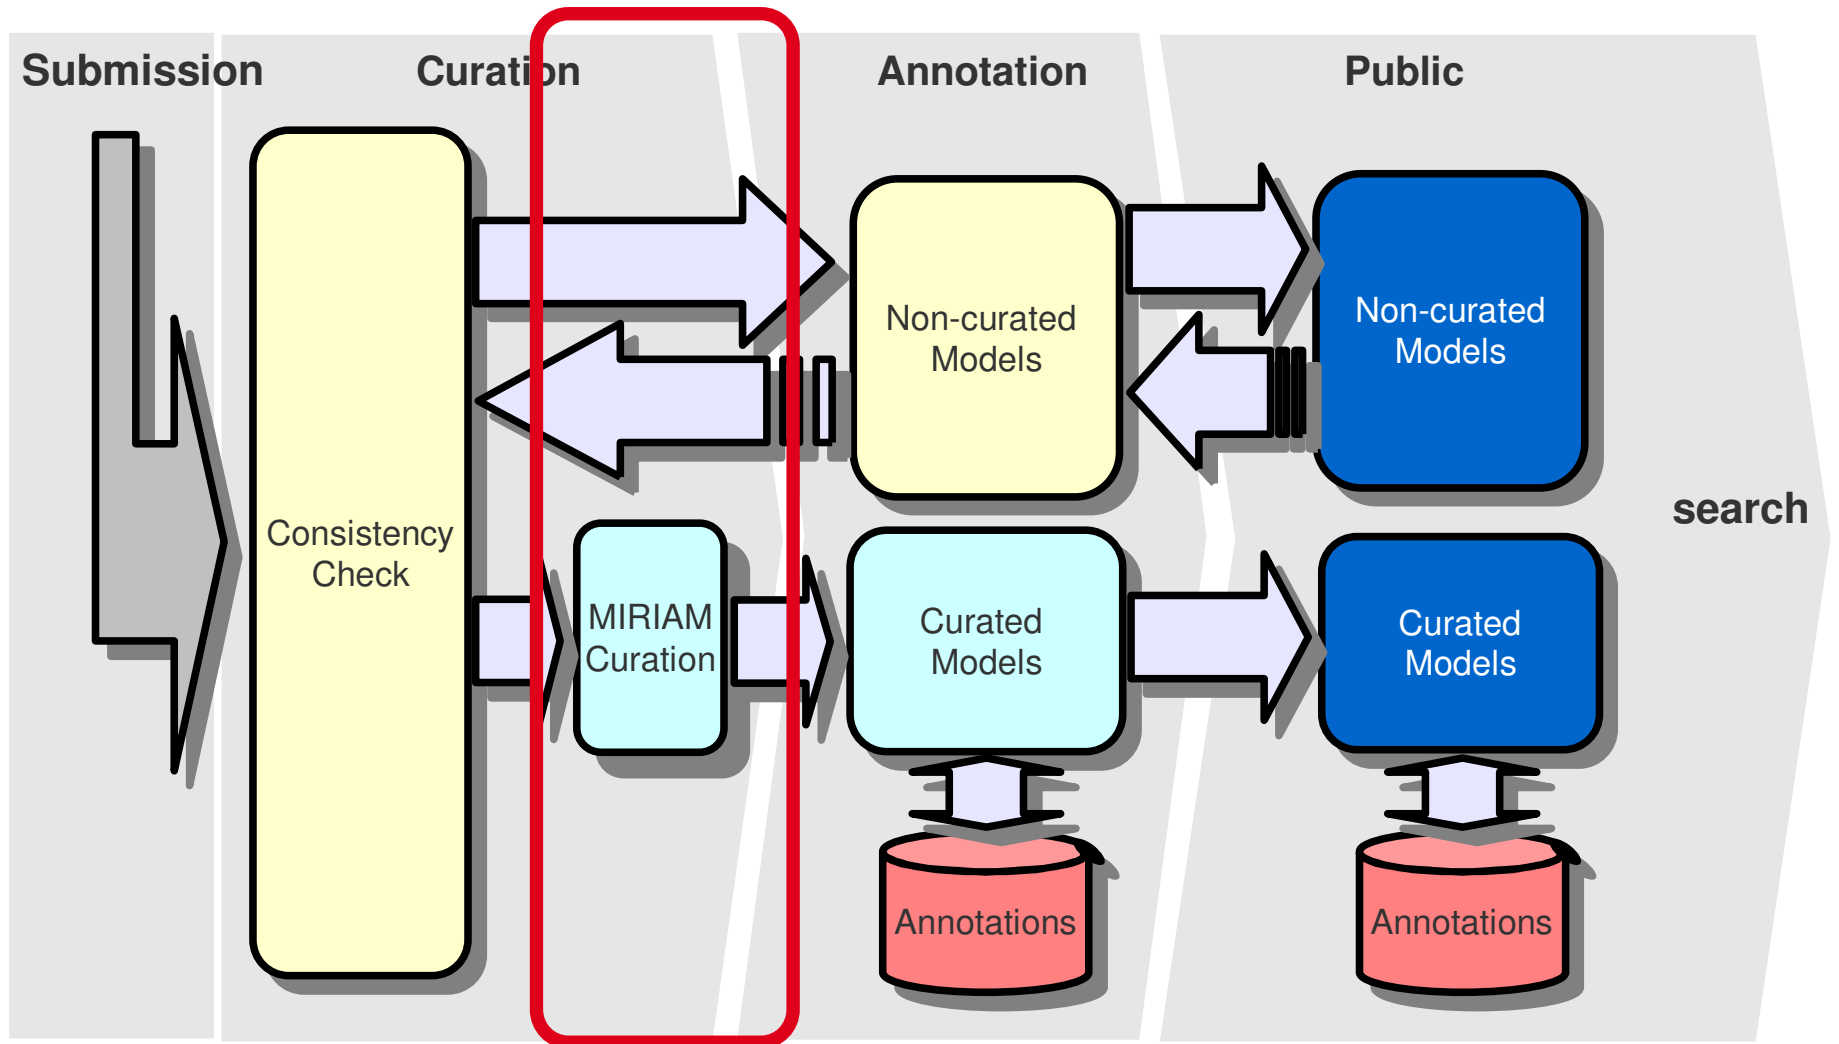 Submission
Curation
Annotation
Public
Consistency
Check
Non-curated
Models
Non-curated
Models
search
MIRIAM
Curation
Curated
Models
Curated
Models
Annotations
Annotations